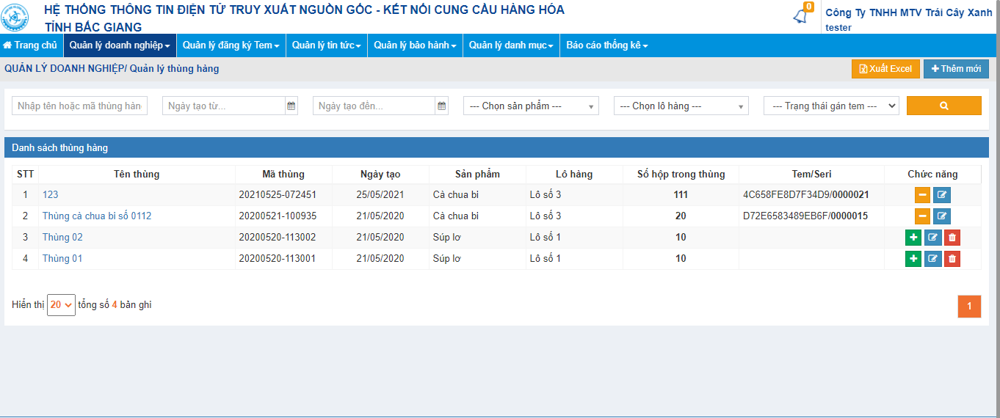 HỆ THỐNG THÔNG TIN ĐIỆN TỬ TRUY XUẤT NGUỒN GỐC - KẾT NỐI CUNG CẦU HÀNG HÓA
TỈNH BẮC GIANG
0
Công Ty TNHH MTV Trái Cây Xanh
tester
Trang chủ Quản lý doanh nghiệp Quản lý đăng ký Tem Quản lý tin tức Quản lý bảo hành Quản lý danh mục Báo cáo thống kê
QUẢN LÝ DOANH NGHIỆP/ Quản lý thùng hàng Xuất Excel Thêm mới
Nhập tên hoặc mã thùng hàn Ngày tạo từ... Ngày tạo đến... --- Chọn sản phẩm --- --- Chọn lô hàng --- --- Trạng thái gán tem ---
Danh sách thùng hàng
STT Tên thùng Mã thùng Ngày tạo Sản phẩm Lô hàng Số hộp trong thùng Tem/Seri Chức năng
1 123 20210525-072451 25/05/2021 Cà chua bi Lô số 3 111 4C658FE8D7F34D9/0000021
2 Thùng cà chua bi số 0112 20200521-100935 21/05/2020 Cà chua bi Lô số 3 20 D72E6583489EB6F/0000015
3 Thùng 02 20200520-113002 21/05/2020 Súp lơ Lô số 1 10
4 Thùng 01 20200520-113001 21/05/2020 Súp lơ Lô số 1 10
Hiển thị 20 tổng số 4 bản ghi 1